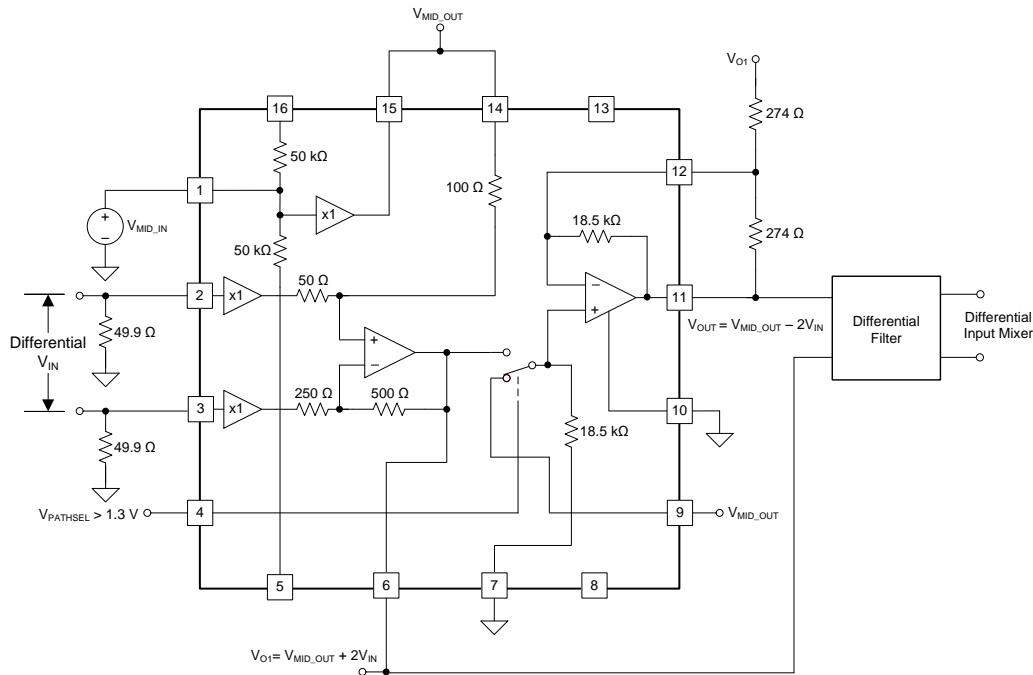 V_MID_OUT
V_O1
16
15
14
13
274 Ω
50 kΩ
100 Ω
12
1
x1
18.5 kΩ
274 Ω
V_MID_IN
+
−
50 kΩ
50 Ω
−
+
2
x1
11
V_OUT = V_MID_OUT − 2V_IN
Differential
Filter
Differential
Input Mixer
49.9 Ω
Differential
V_IN
+
−
250 Ω
500 Ω
3
x1
10
18.5 kΩ
49.9 Ω
V_PATHSEL > 1.3 V
4
9
V_MID_OUT
5
6
7
8
V_O1= V_MID_OUT + 2V_IN